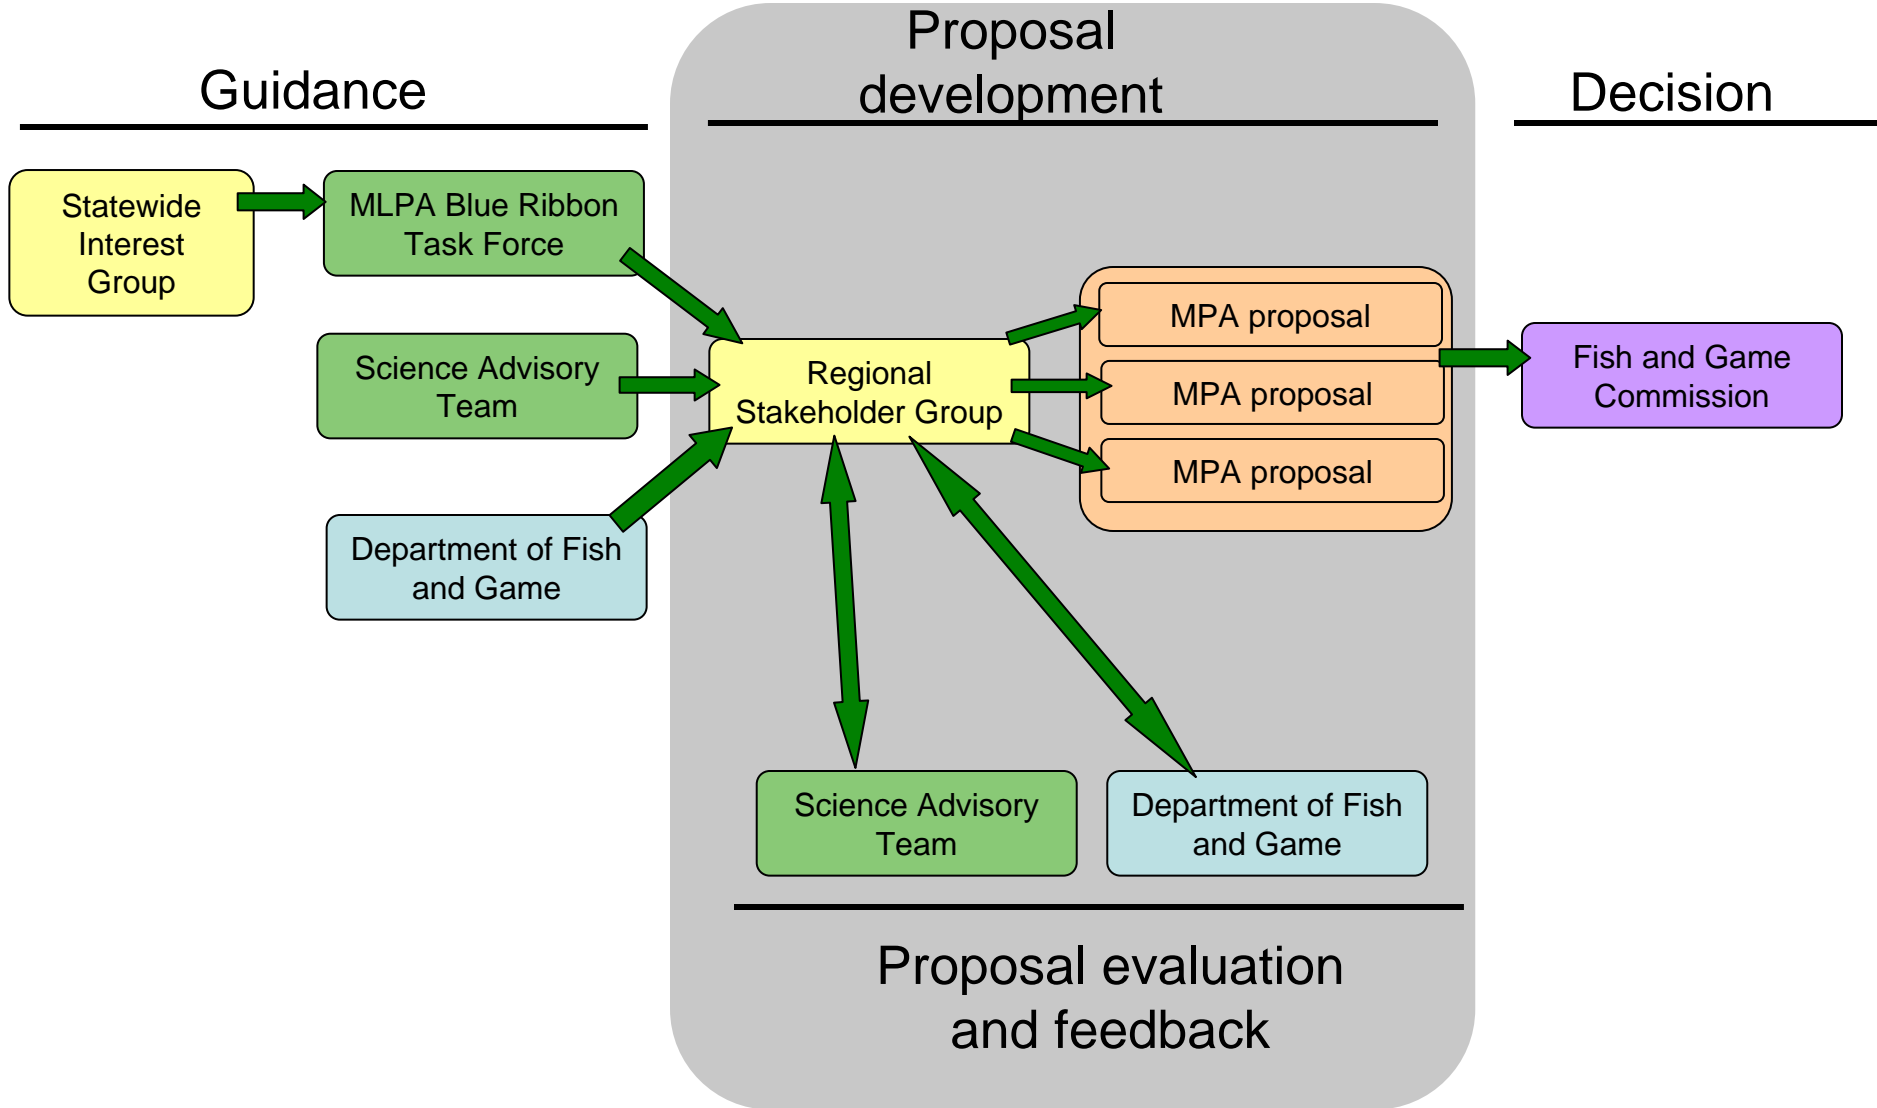 Guidance
Proposal
development
Decision
Statewide
Interest
Group
MLPA Blue Ribbon
Task Force
Science Advisory
Team
Department of Fish
and Game
Regional
Stakeholder Group
MPA proposal
MPA proposal
MPA proposal
Fish and Game
Commission
Science Advisory
Team
Department of Fish
and Game
Proposal evaluation
and feedback